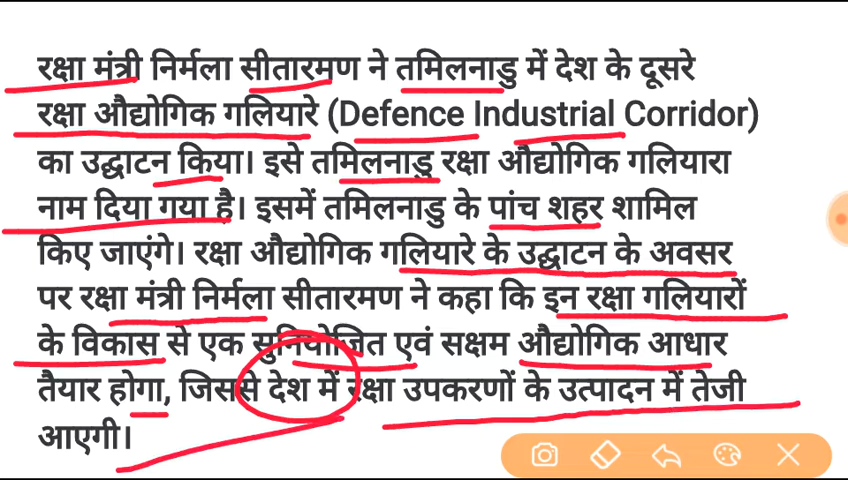 रक्षा मंत्री निर्मला सीतारमण ने तमिलनाडु में देश के दूसरे
रक्षा औद्योगिक गलियारे (Defence Industrial Corridor)
का उद्घाटन किया। इसे तमिलनाडु रक्षा औद्योगिक गलियारा
नाम दिया गया है। इसमें तमिलनाडु के पांच शहर शामिल
किए जाएंगे। रक्षा औद्योगिक गलियारे के उद्घाटन के अवसर
पर रक्षा मंत्री निर्मला सीतारमण ने कहा कि इन रक्षा गलियारों
के विकास से एक सुनियोजित एवं सक्षम औद्योगिक आधार
तैयार होगा, जिससे देश में रक्षा उपकरणों के उत्पादन में तेजी
आएगी।